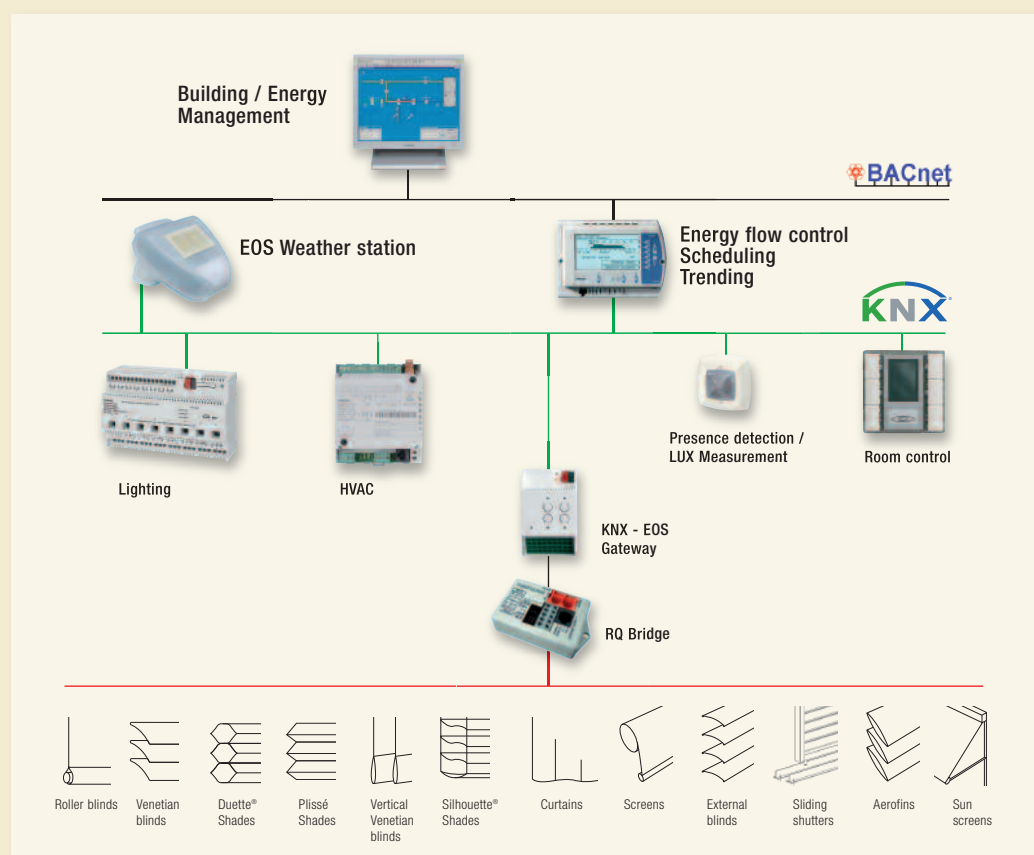 Building / Energy
Management
BACnet
EOS Weather station
Energy flow control
Scheduling
Trending
KNX
Presence detection /
LUX Measurement
Room control
Lighting
HVAC
KNX - EOS
Gateway
RQ Bridge
Roller blinds
Venetian
blinds
Duette®
Shades
Plissé
Shades
Vertical
Venetian
blinds
Silhouette®
Shades
Curtains
Screens
External
blinds
Sliding
shutters
Aerofins
Sun
screens